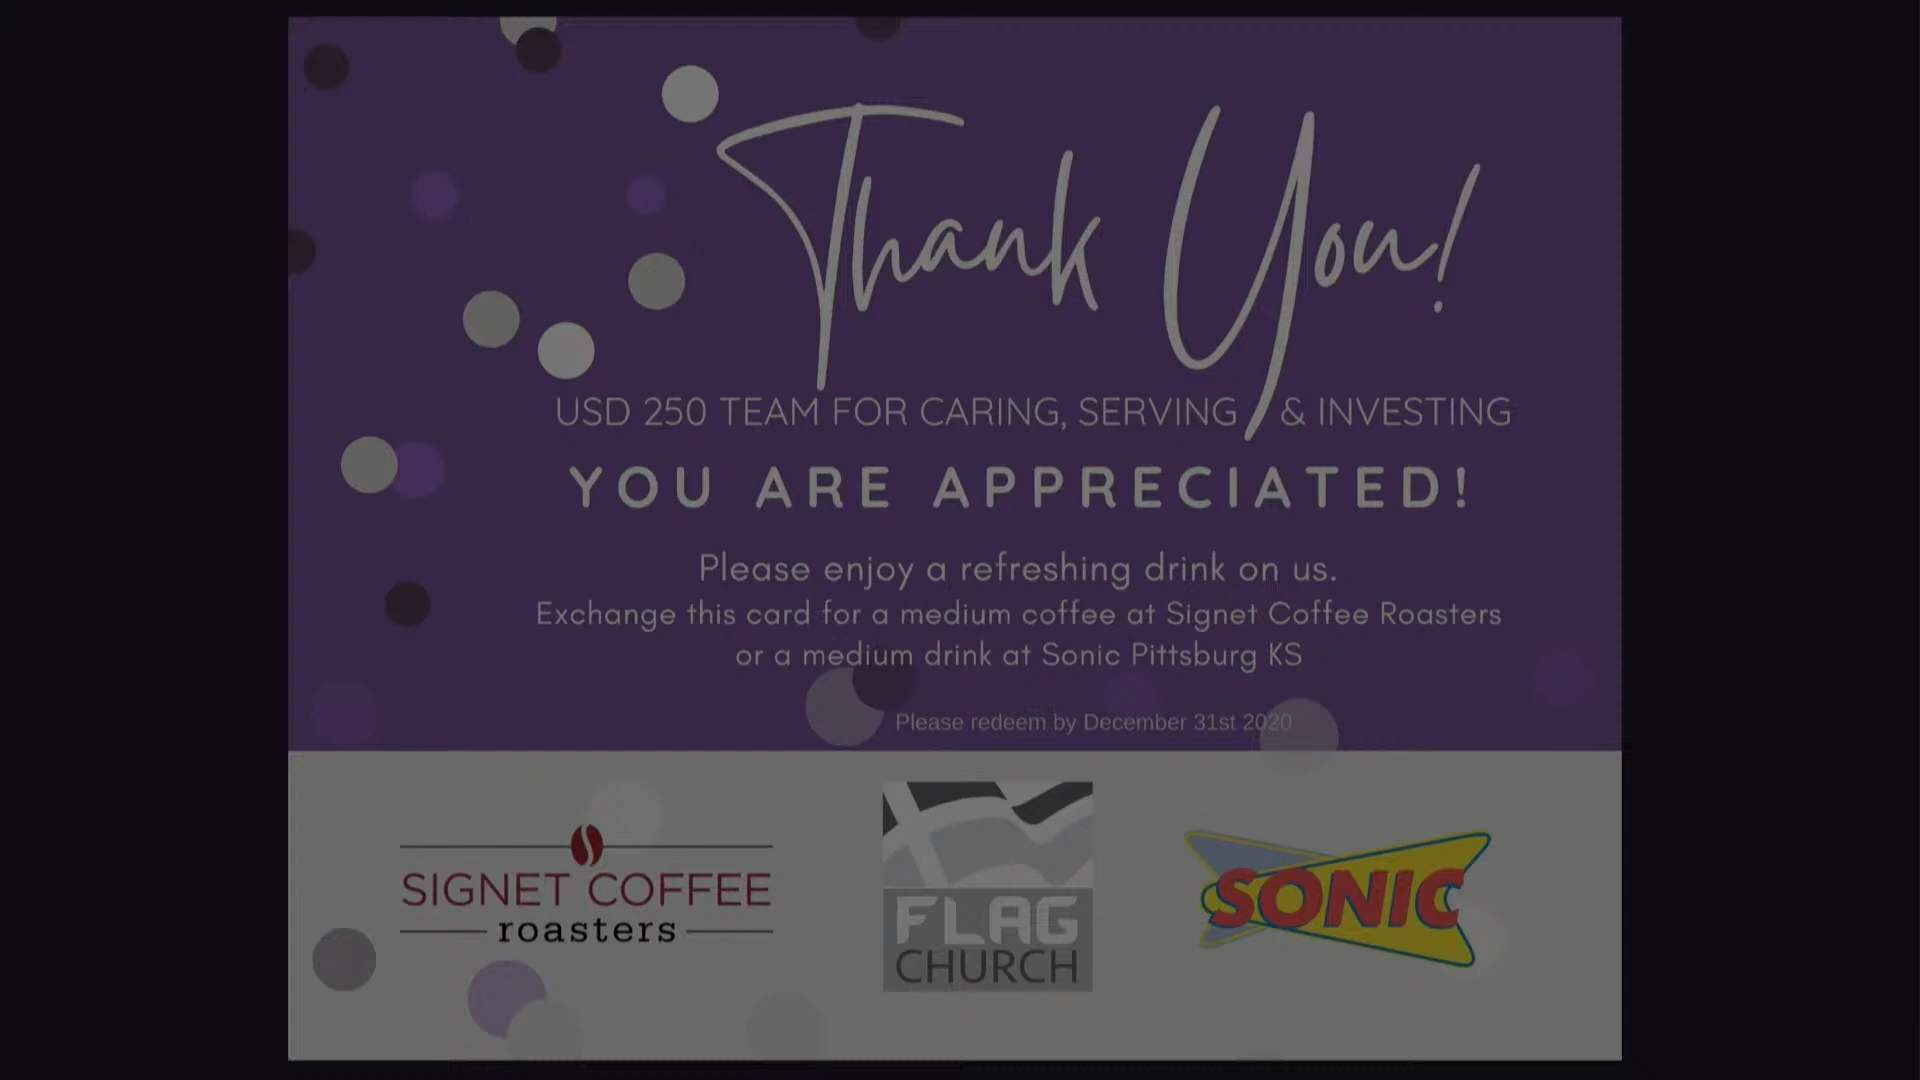 Thank You!
USD 250 TEAM FOR CARING, SERVING & INVESTING
YOU ARE APPRECIATED!
Please enjoy a refreshing drink on us.
Exchange this card for a medium coffee at Signet Coffee Roasters
or a medium drink at Sonic Pittsburg KS
Please redeem by December 31st 2020
SIGNET COFFEE
roasters
FLAG
CHURCH
SONIC